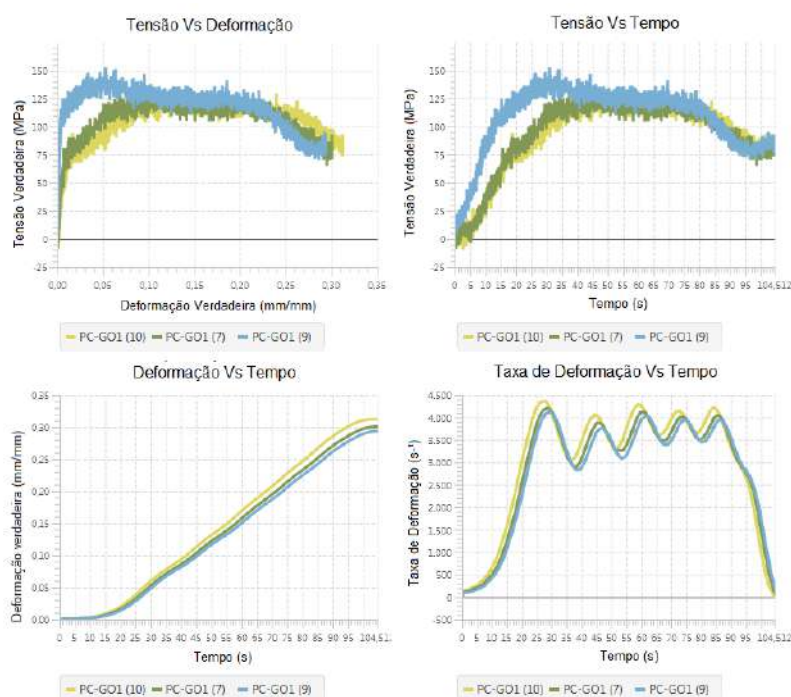 Tensão Vs Deformação
Tensão Verdadeira (MPa)
150
125
100
75
50
25
0
-25
0,00 0,05 0,10 0,15 0,20 0,25 0,30 0,35
Deformação Verdadeira (mm/mm)
PC-GO1 (10) PC-GO1 (7) PC-GO1 (9)
Tensão Vs Tempo
Tensão Verdadeira (MPa)
150
125
100
75
50
25
0
-25
0 5 10 15 20 25 30 35 40 45 50 55 60 65 70 75 80 85 90 95 104,512
Tempo (s)
PC-GO1 (10) PC-GO1 (7) PC-GO1 (9)
Deformação Vs Tempo
Deformação verdadeira (mm/mm)
0,35
0,30
0,25
0,20
0,15
0,10
0,05
0,00
0 5 10 15 20 25 30 35 40 45 50 55 60 65 70 75 80 85 90 95 104,512
Tempo (s)
PC-GO1 (10) PC-GO1 (7) PC-GO1 (9)
Taxa de Deformação Vs Tempo
Taxa de Deformação (s⁻¹)
4.500
4.000
3.500
3.000
2.500
2.000
1.500
1.000
500
0
-500
0 5 10 15 20 25 30 35 40 45 50 55 60 65 70 75 80 85 90 95 104,512
Tempo (s)
PC-GO1 (10) PC-GO1 (7) PC-GO1 (9)